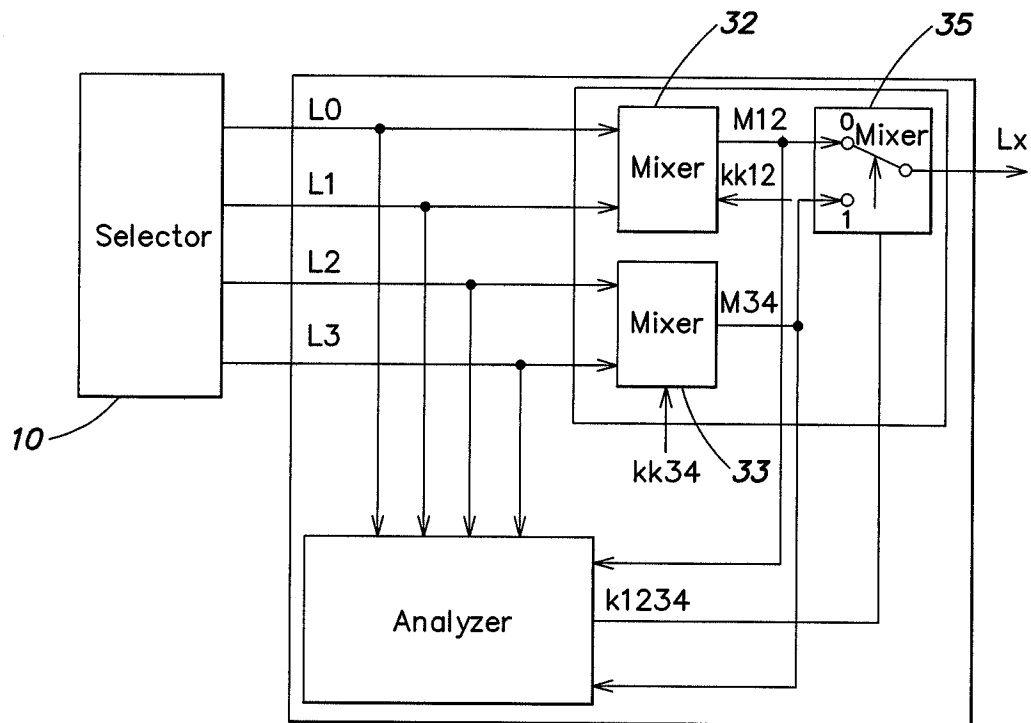 32
35
L0
M12
0
Mixer
Lx
Mixer
kk12
L1
1
Selector
L2
M34
Mixer
L3
10
kk34
33
k1234
Analyzer